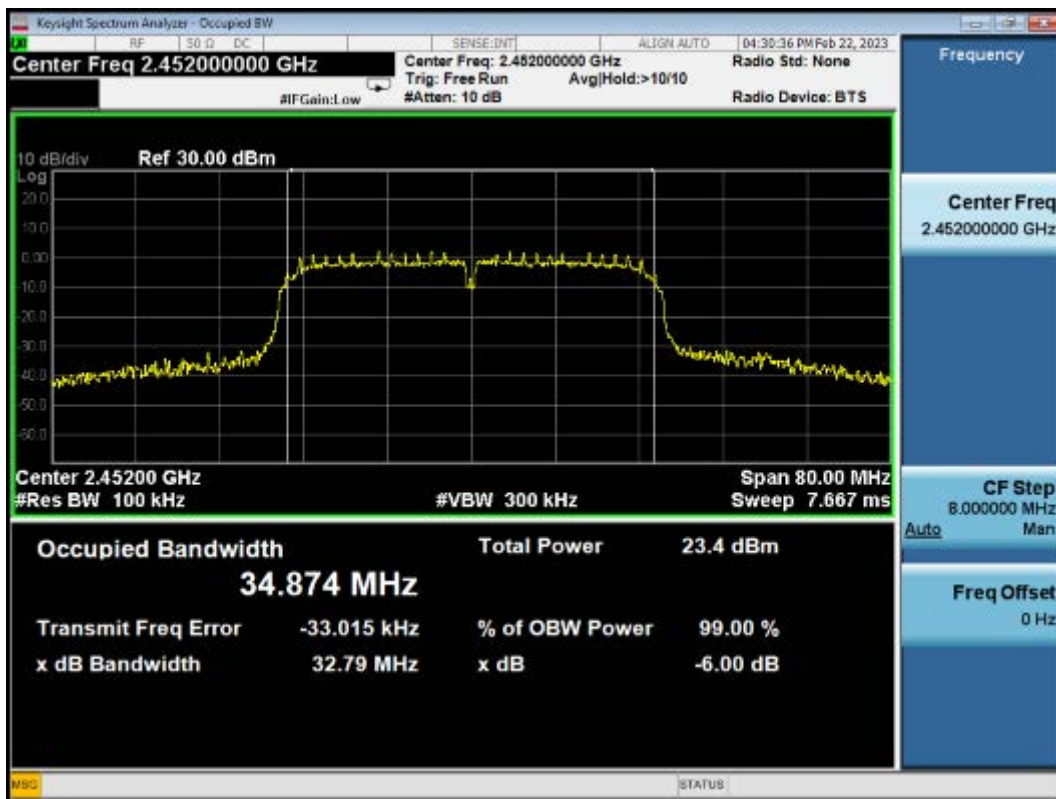 Keysight Spectrum Analyzer - Occupied BW
RF 50 Ω DC SENSE:INT ALIGN AUTO 04:30:36 PM Feb 22, 2023
Center Freq 2.452000000 GHz
Center Freq: 2.452000000 GHz
Radio Std: None
Trig: Free Run Avg|Hold:>10/10
#IFGain:Low
#Atten: 10 dB
Radio Device: BTS
10 dB/div Ref 30.00 dBm
Log
20.0
10.0
0.00
-10.0
-20.0
-30.0
-40.0
-50.0
-60.0
Center 2.45200 GHz Span 80.00 MHz
#Res BW 100 kHz #VBW 300 kHz Sweep 7.667 ms
Occupied Bandwidth Total Power 23.4 dBm
34.874 MHz
Transmit Freq Error -33.015 kHz % of OBW Power 99.00 %
x dB Bandwidth 32.79 MHz x dB -6.00 dB
MSG STATUS
Frequency
Center Freq
2.452000000 GHz
CF Step
8.000000 MHz
Auto Man
Freq Offset
0 Hz